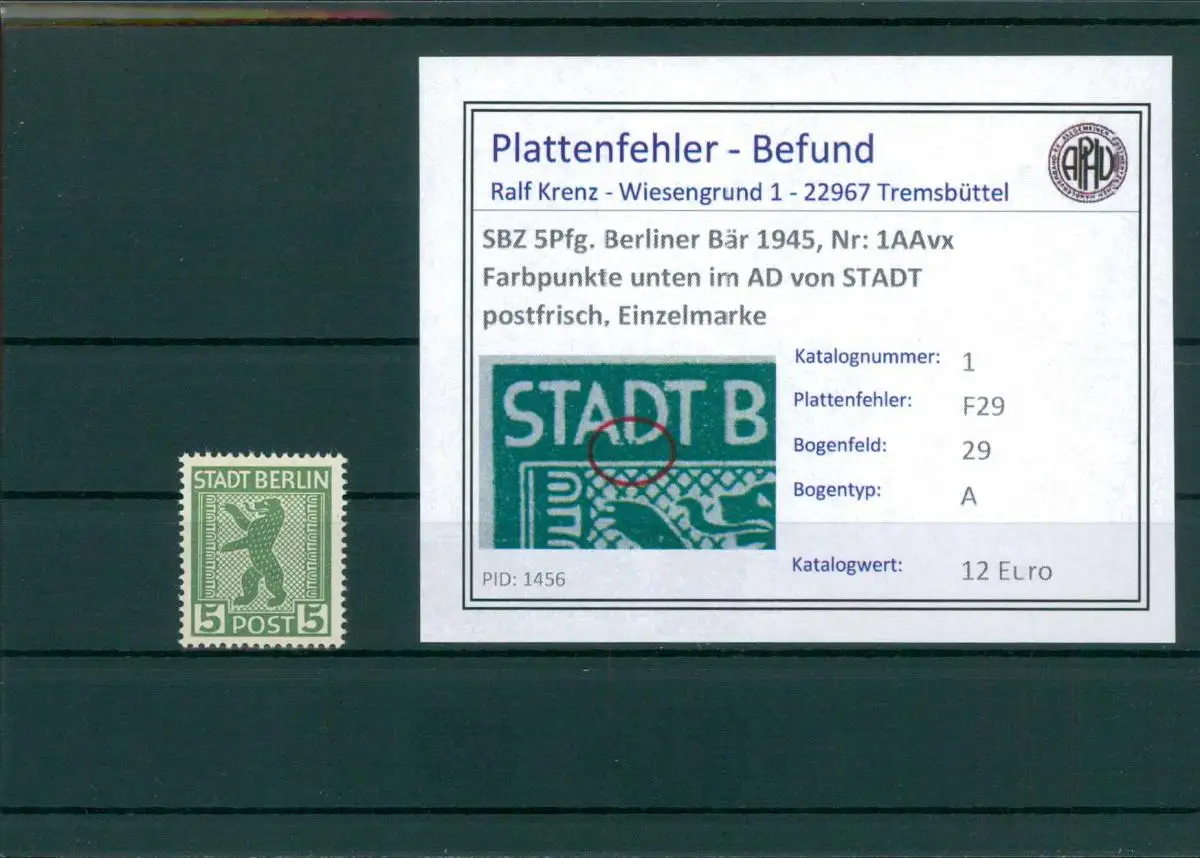 STADT BERLIN
5 POST 5
Plattenfehler - Befund
Ralf Krenz - Wiesengrund 1 - 22967 Tremsbüttel
APHV
SBZ 5Pfg. Berliner Bär 1945, Nr: 1AAvx
Farbpunkte unten im AD von STADT
postfrisch, Einzelmarke
STADT B
Katalognummer: 1
Plattenfehler: F29
Bogenfeld: 29
Bogentyp: A
Katalogwert: 12 Euro
PID: 1456